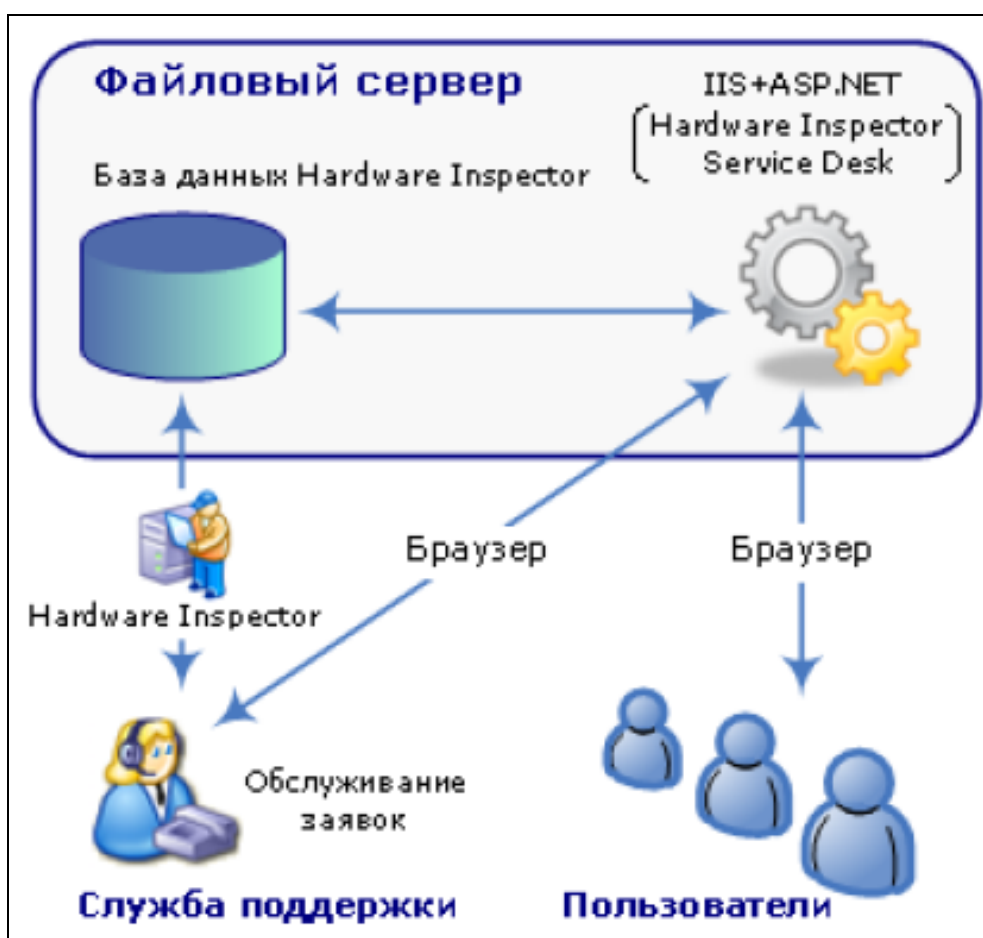 Файловый сервер
IIS+ASP.NET
Hardware Inspector
Service Desk
База данных Hardware Inspector
Браузер
Браузер
Hardware Inspector
Обслуживание
заявок
Служба поддержки
Пользователи